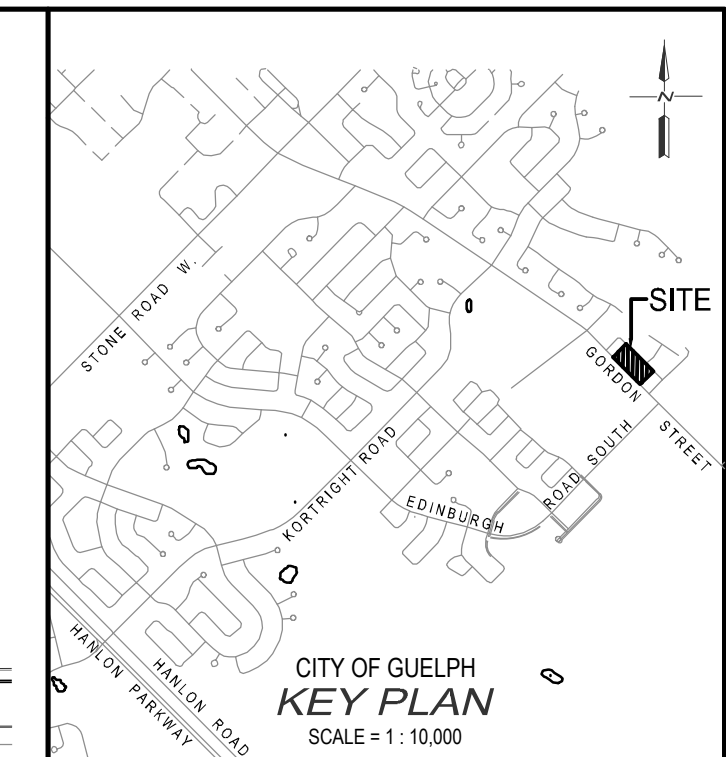 N
SITE
STONE ROAD W.
GORDON STREET
KORTRIGHT ROAD
EDINBURGH ROAD SOUTH
HANLON ROAD
HANLON PARKWAY
CITY OF GUELPH
KEY PLAN
SCALE = 1 : 10,000